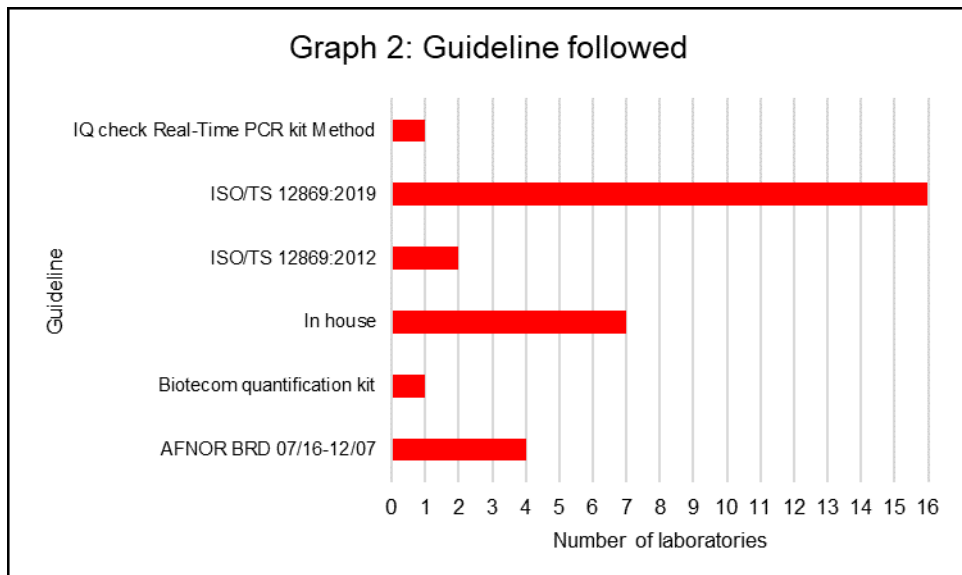 Graph 2: Guideline followed
Guideline
IQ check Real-Time PCR kit Method
ISO/TS 12869:2019
ISO/TS 12869:2012
In house
Biotecom quantification kit
AFNOR BRD 07/16-12/07
0 1 2 3 4 5 6 7 8 9 10 11 12 13 14 15 16
Number of laboratories